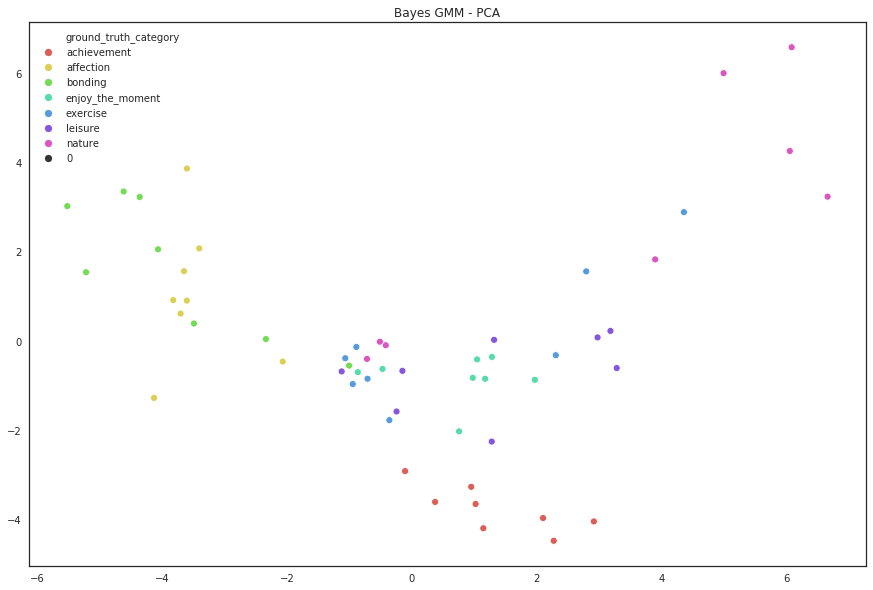 Bayes GMM - PCA
ground_truth_category
achievement
affection
bonding
enjoy_the_moment
exercise
leisure
nature
0
6
4
2
0
−2
−4
−6
−4
−2
0
2
4
6